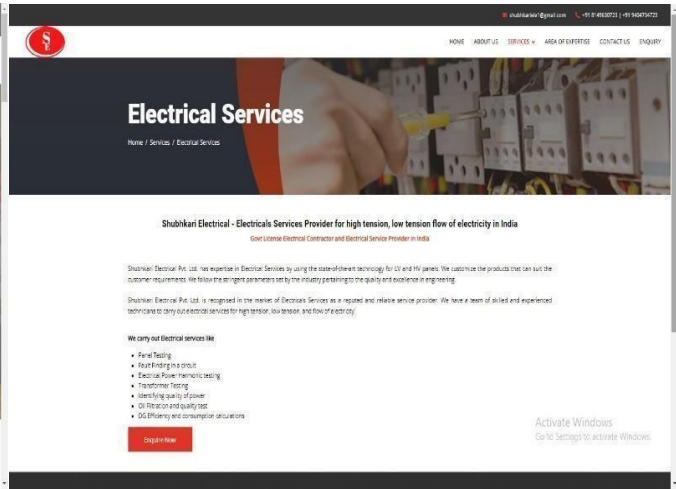 shubhkariele1@gmail.com +91 8149630723 | +91 9404734723
SE
HOME ABOUT US SERVICES AREA OF EXPERTISE CONTACT US ENQUIRY
Electrical Services
Home / Services / Electrical Services
Shubhkari Electrical - Electricals Services Provider for high tension, low tension flow of electricity in India
Govt License Electrical Contractor and Electrical Service Provider in India
Shubhkari Electrical Pvt. Ltd. has expertise in Electrical Services by using the state-of-the-art technology for LV and HV panels. We customize the products that can suit the
customer requirements. We follow the stringent parameters set by the industry pertaining to the quality and excellence in engineering.
Shubhkari Electrical Pvt. Ltd. is recognised in the market of Electricals Services as a reputed and reliable service provider. We have a team of skilled and experienced
technicians to carry out electrical services for high tension, low tension, and flow of electricity.
We carry out Electrical services like
Panel Testing
Fault Finding in a circuit
Electrical Power Harmonic testing
Transformer Testing
Identifying quality of power
Oil Filtration and quality test
DG Efficiency and consumption calculations
Enquire Now
Activate Windows
Go to Settings to activate Windows.